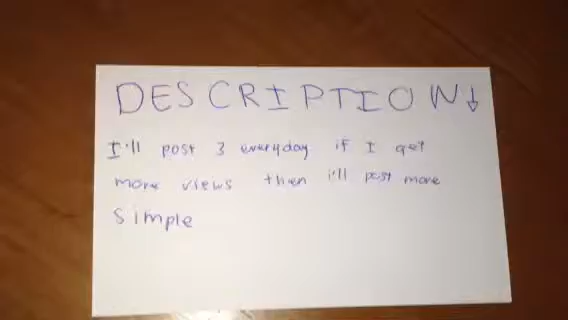 DESCRIPTION↓
I'll post 3 everyday if I get
more views then i'll post more
simple